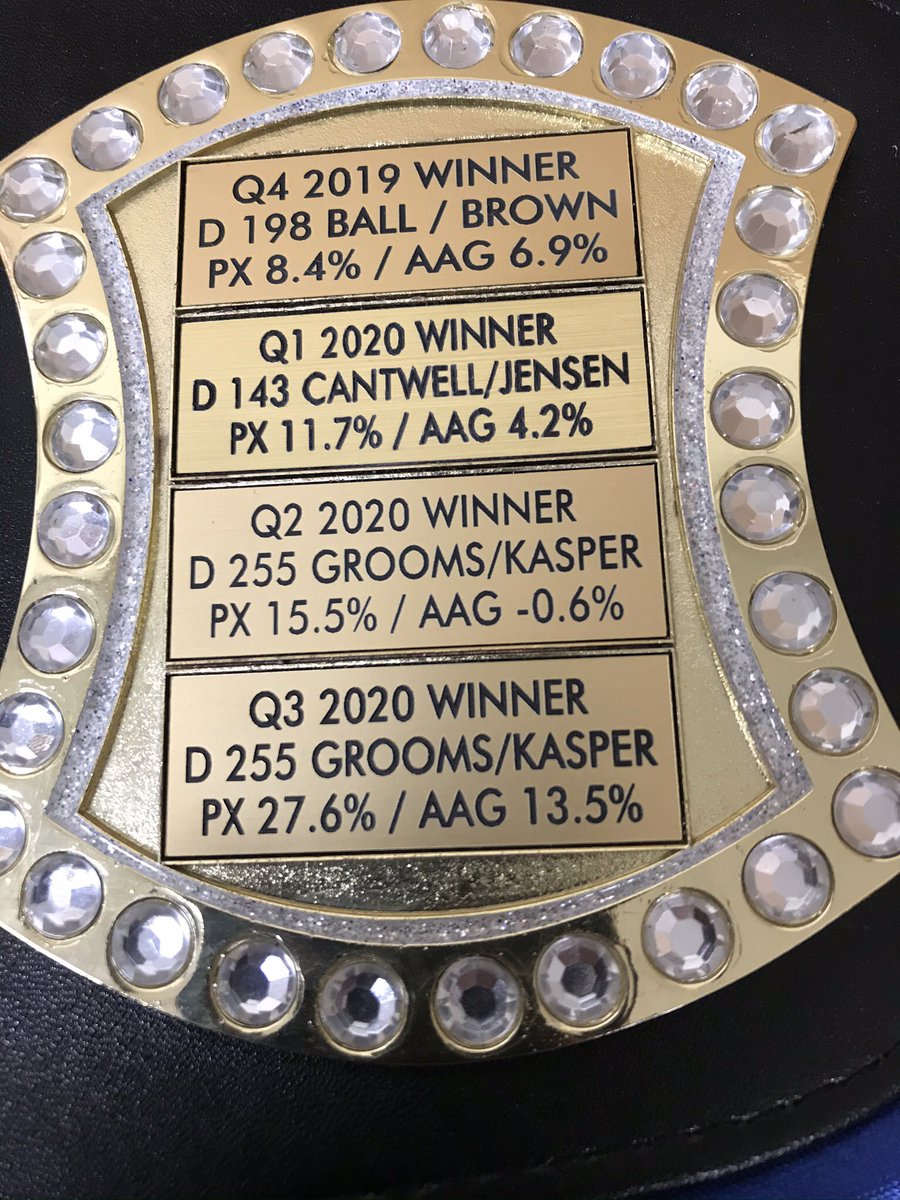 Q4 2019 WINNER
D 198 BALL / BROWN
PX 8.4% / AAG 6.9%
Q1 2020 WINNER
D 143 CANTWELL/JENSEN
PX 11.7% / AAG 4.2%
Q2 2020 WINNER
D 255 GROOMS/KASPER
PX 15.5% / AAG -0.6%
Q3 2020 WINNER
D 255 GROOMS/KASPER
PX 27.6% / AAG 13.5%